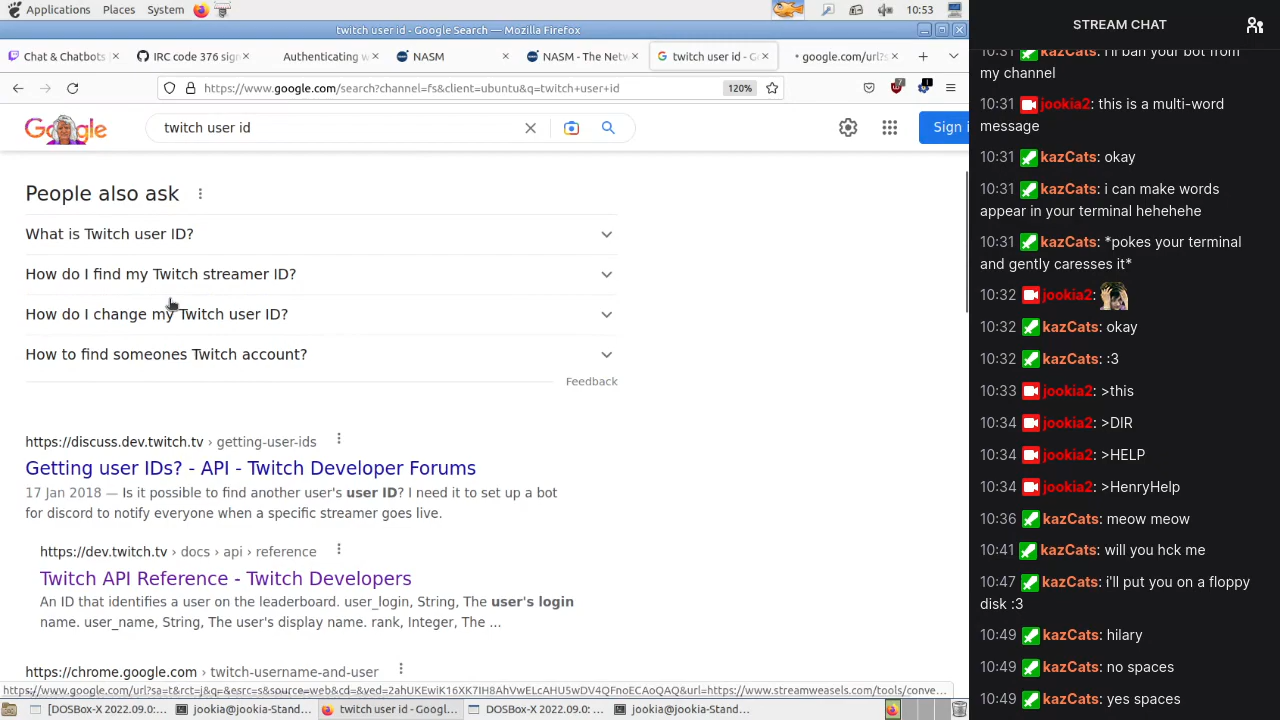 Applications Places System 10:53
twitch user id - Google Search — Mozilla Firefox
Chat & Chatbots
IRC code 376 sig
Authenticating w
NASM
NASM - The Netw
twitch user id - G
google.com/url?s
https://www.google.com/search?channel=fs&client=ubuntu&q=twitch+user+id
120%
7
1
Google
twitch user id
Sign i
People also ask
What is Twitch user ID?
How do I find my Twitch streamer ID?
How do I change my Twitch user ID?
How to find someones Twitch account?
Feedback
https://discuss.dev.twitch.tv › getting-user-ids
Getting user IDs? - API - Twitch Developer Forums
17 Jan 2018 — Is it possible to find another user's user ID? I need it to set up a bot
for discord to notify everyone when a specific streamer goes live.
https://dev.twitch.tv › docs › api › reference
Twitch API Reference - Twitch Developers
An ID that identifies a user on the leaderboard. user_login, String, The user's login
name. user_name, String, The user's display name. rank, Integer, The ...
https://chrome.google.com › twitch-username-and-user
[DOSBox-X 2022.09.0:...
jookia@jookia-Stand...
twitch user id - Googl...
DOSBox-X 2022.09.0: ...
jookia@jookia-Stand...
STREAM CHAT
10:31 kazCats: i'll ban your bot from
my channel
10:31 jookia2: this is a multi-word
message
10:31 kazCats: okay
10:31 kazCats: i can make words
appear in your terminal hehehehe
10:31 kazCats: *pokes your terminal
and gently caresses it*
10:32 jookia2:
10:32 kazCats: okay
10:32 kazCats: :3
10:33 jookia2: >this
10:34 jookia2: >DIR
10:34 jookia2: >HELP
10:34 jookia2: >HenryHelp
10:36 kazCats: meow meow
10:41 kazCats: will you hck me
10:47 kazCats: i'll put you on a floppy
disk :3
10:49 kazCats: hilary
10:49 kazCats: no spaces
10:49 kazCats: yes spaces